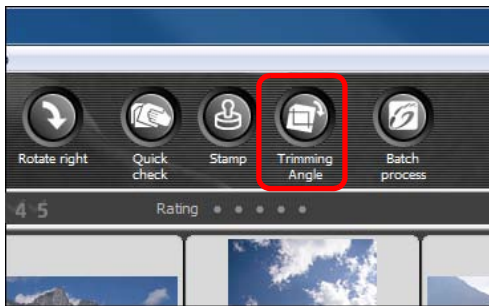 Rotate right
Quick
check
Stamp
Trimming
Angle
Batch
process
4 5
Rating